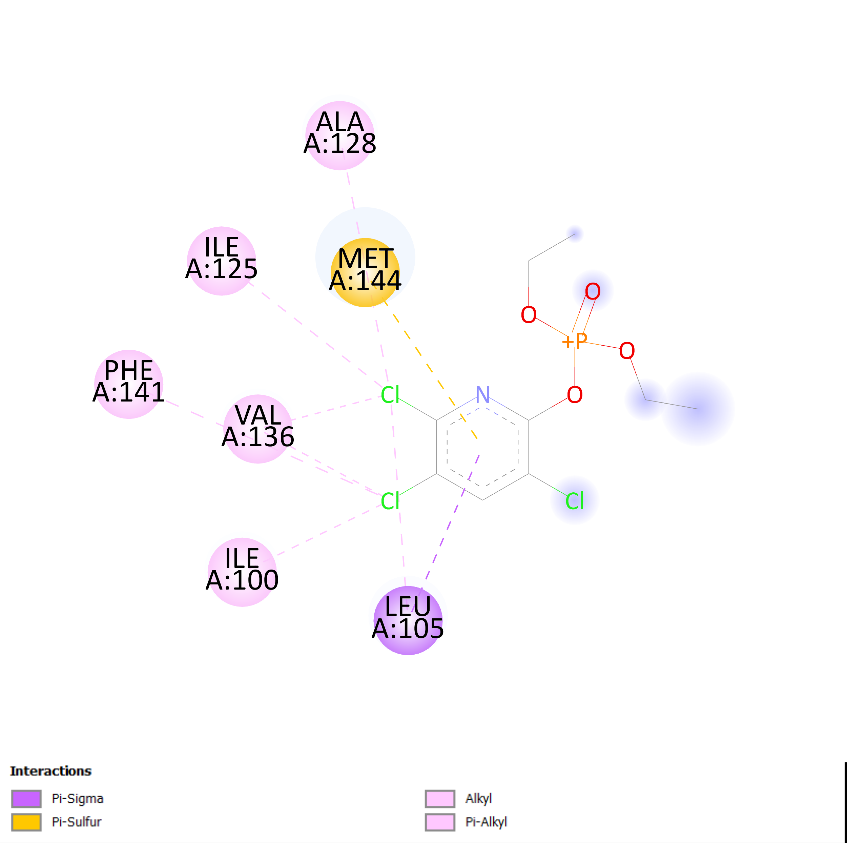 ALA
A:128
ILE
A:125
MET
A:144
PHE
A:141
VAL
A:136
ILE
A:100
LEU
A:105
O
O
+P
O
O
Cl
N
Cl
Cl
Interactions
Pi-Sigma
Pi-Sulfur
Alkyl
Pi-Alkyl